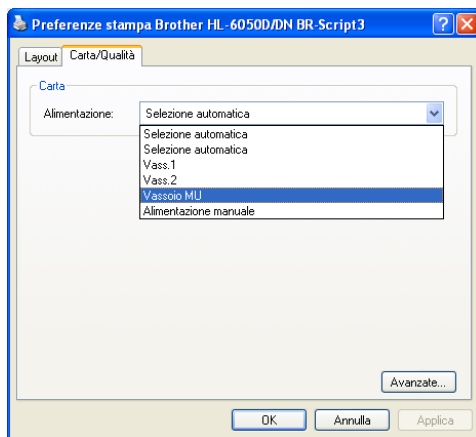 Preferenze stampa Brother HL-6050D/DN BR-Script3
Layout Carta/Qualità
Carta
Alimentazione: Selezione automatica
Selezione automatica
Selezione automatica
Vass.1
Vass.2
Vassoio MU
Alimentazione manuale
Avanzate...
OK Annulla Applica